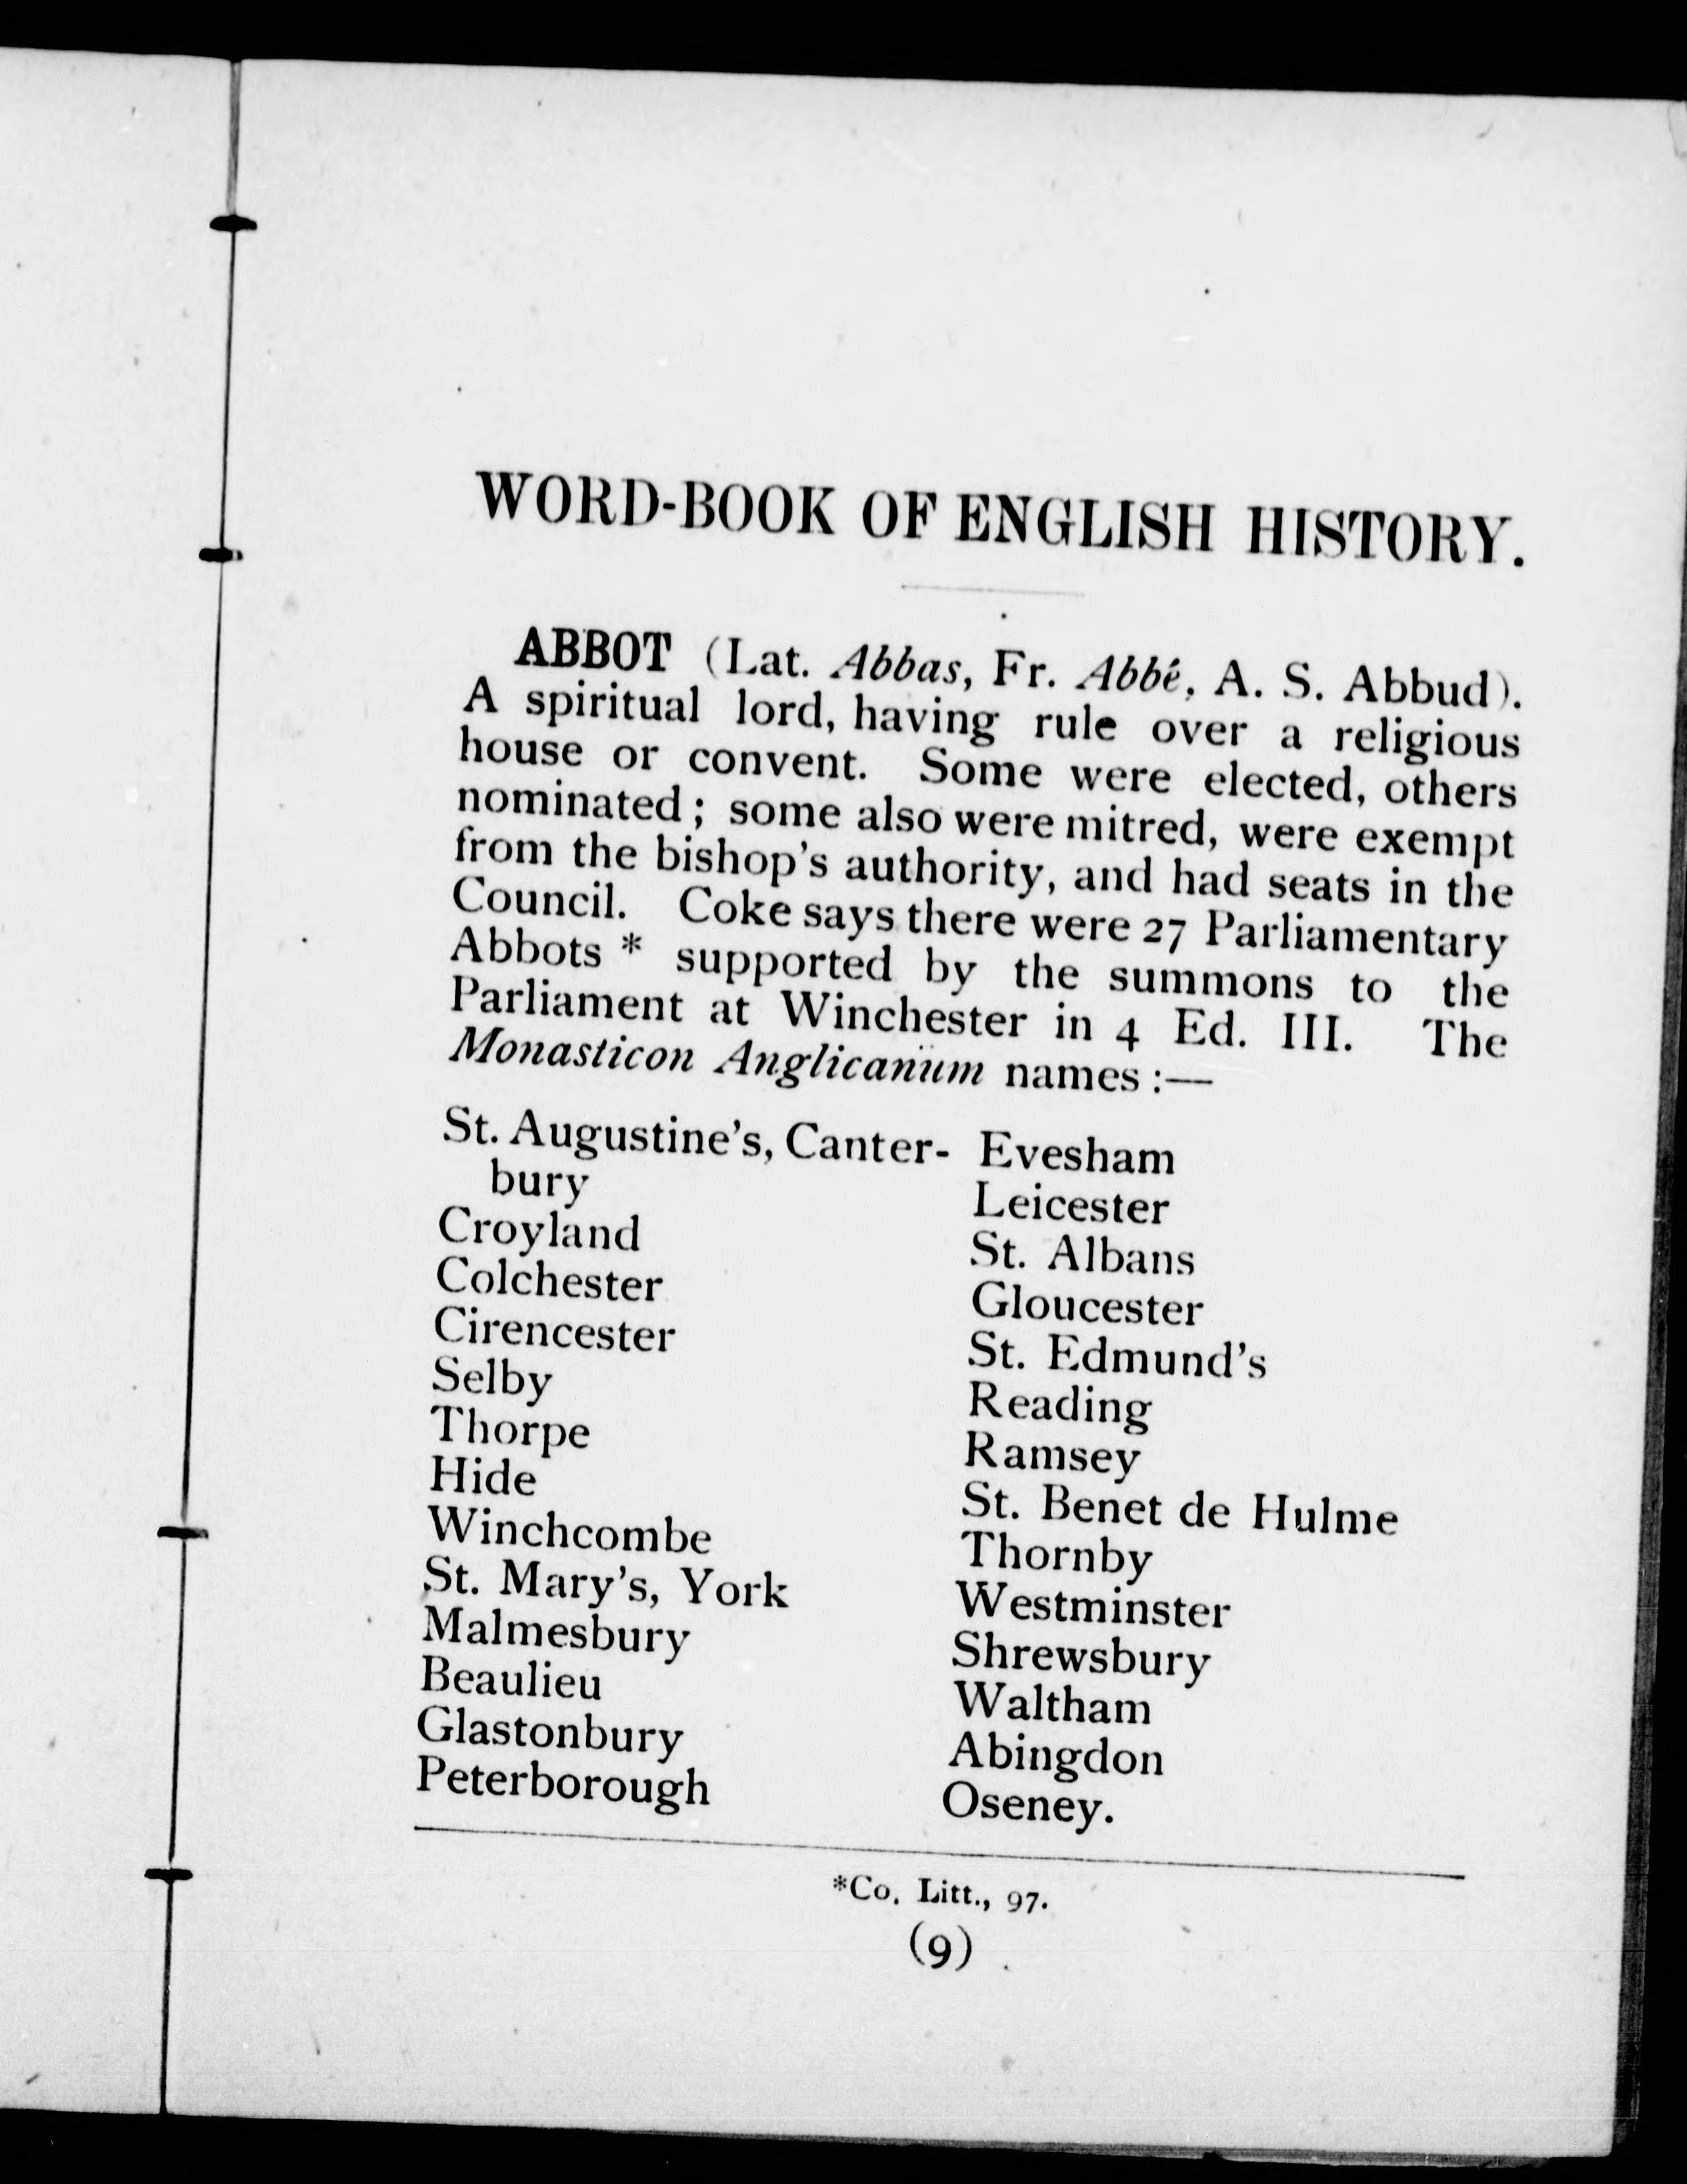 WORD-BOOK OF ENGLISH HISTORY.
ABBOT (Lat. Abbas, Fr. Abbé, A. S. Abbud).
A spiritual lord, having rule over a religious
house or convent. Some were elected, others
nominated; some also were mitred, were exempt
from the bishop's authority, and had seats in the
Council. Coke says there were 27 Parliamentary
Abbots * supported by the summons to the
Parliament at Winchester in 4 Ed. III. The
Monasticon Anglicanum names :—
St. Augustine's, Canter-
bury
Croyland
Colchester
Cirencester
Selby
Thorpe
Hide
Winchcombe
St. Mary's, York
Malmesbury
Beaulieu
Glastonbury
Peterborough
Evesham
Leicester
St. Albans
Gloucester
St. Edmund's
Reading
Ramsey
St. Benet de Hulme
Thornby
Westminster
Shrewsbury
Waltham
Abingdon
Oseney.
*Co. Litt., 97.
(9)